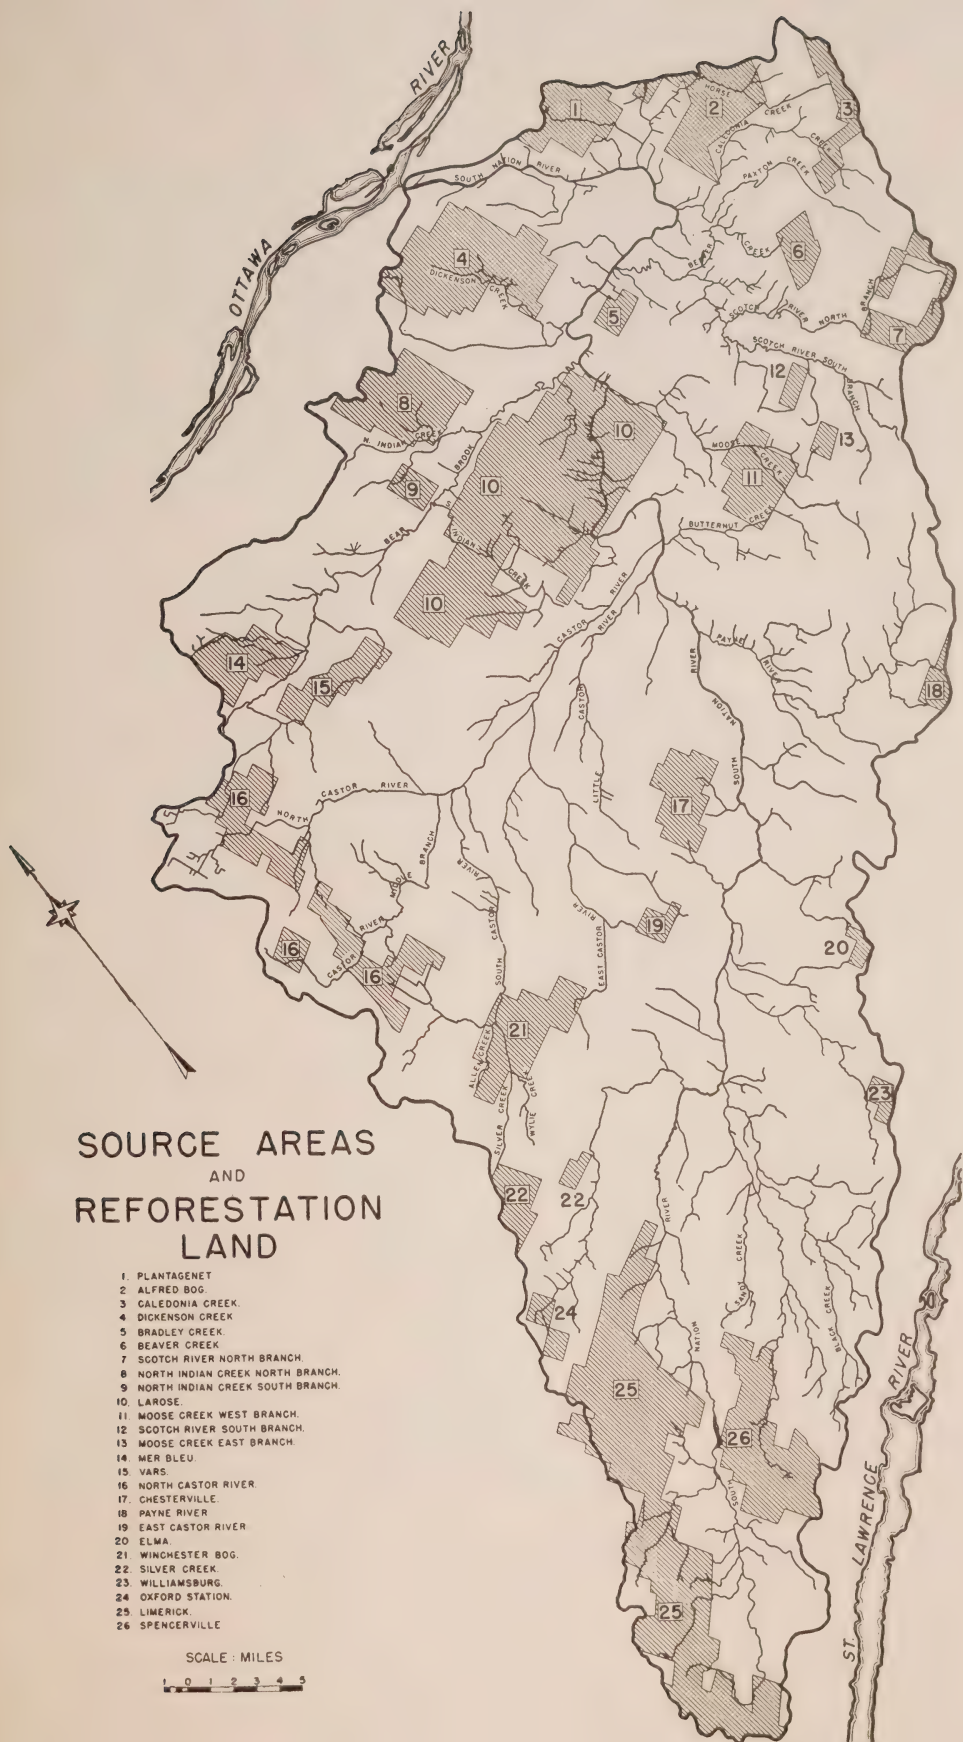 OTTAWA RIVER
SOUTH NATION RIVER
1
HORSE
2
CALEDONIA CREEK
3
CREEK
PAXTON CREEK
4
DICKENSON CREEK
5
BEAVER CREEK
6
SCOTCH RIVER NORTH BRANCH
7
SCOTCH RIVER SOUTH BRANCH
12
13
8
N. INDIAN CREEK
9
BEAR BROOK
10
10
10
S. INDIAN CREEK
MOOSE CREEK
11
BUTTERNUT CREEK
CASTOR RIVER
RIVER
PAYNE RIVER
18
14
15
LITTLE CASTOR
SOUTH NATION RIVER
17
16
NORTH CASTOR RIVER
MIDDLE BRANCH
CASTOR RIVER
16
16
SOUTH CASTOR RIVER
EAST CASTOR RIVER
19
20
21
ALLEN CREEK
SILVER CREEK
WYLIE CREEK
22
22
23
24
SOUTH NATION RIVER
SANDY CREEK
BLACK CREEK
25
26
25
ST. LAWRENCE RIVER
SOURCE AREAS
AND
REFORESTATION
LAND
1. PLANTAGENET
2 ALFRED BOG.
3 CALEDONIA CREEK.
4 DICKENSON CREEK
5 BRADLEY CREEK.
6 BEAVER CREEK
7 SCOTCH RIVER NORTH BRANCH.
8 NORTH INDIAN CREEK NORTH BRANCH.
9 NORTH INDIAN CREEK SOUTH BRANCH.
10. LAROSE.
11. MOOSE CREEK WEST BRANCH.
12 SCOTCH RIVER SOUTH BRANCH.
13 MOOSE CREEK EAST BRANCH.
14. MER BLEU.
15. VARS.
16 NORTH CASTOR RIVER.
17. CHESTERVILLE.
18 PAYNE RIVER
19 EAST CASTOR RIVER
20 ELMA.
21. WINCHESTER BOG.
22. SILVER CREEK.
23. WILLIAMSBURG.
24 OXFORD STATION.
25. LIMERICK.
26 SPENCERVILLE
SCALE : MILES
1 0 1 2 3 4 5